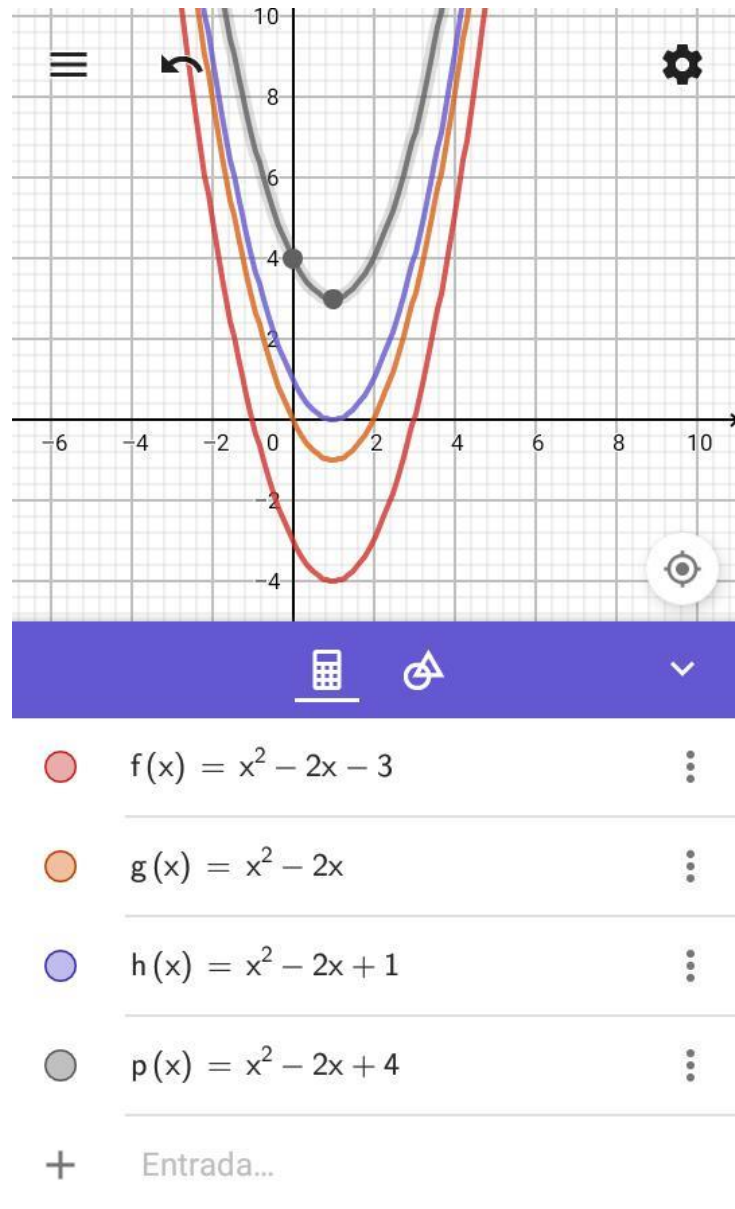 10
8
6
4
2
−6 −4 −2 0 2 4 6 8 10
−2
−4
f(x) = x² − 2x − 3
g(x) = x² − 2x
h(x) = x² − 2x + 1
p(x) = x² − 2x + 4
+ Entrada...